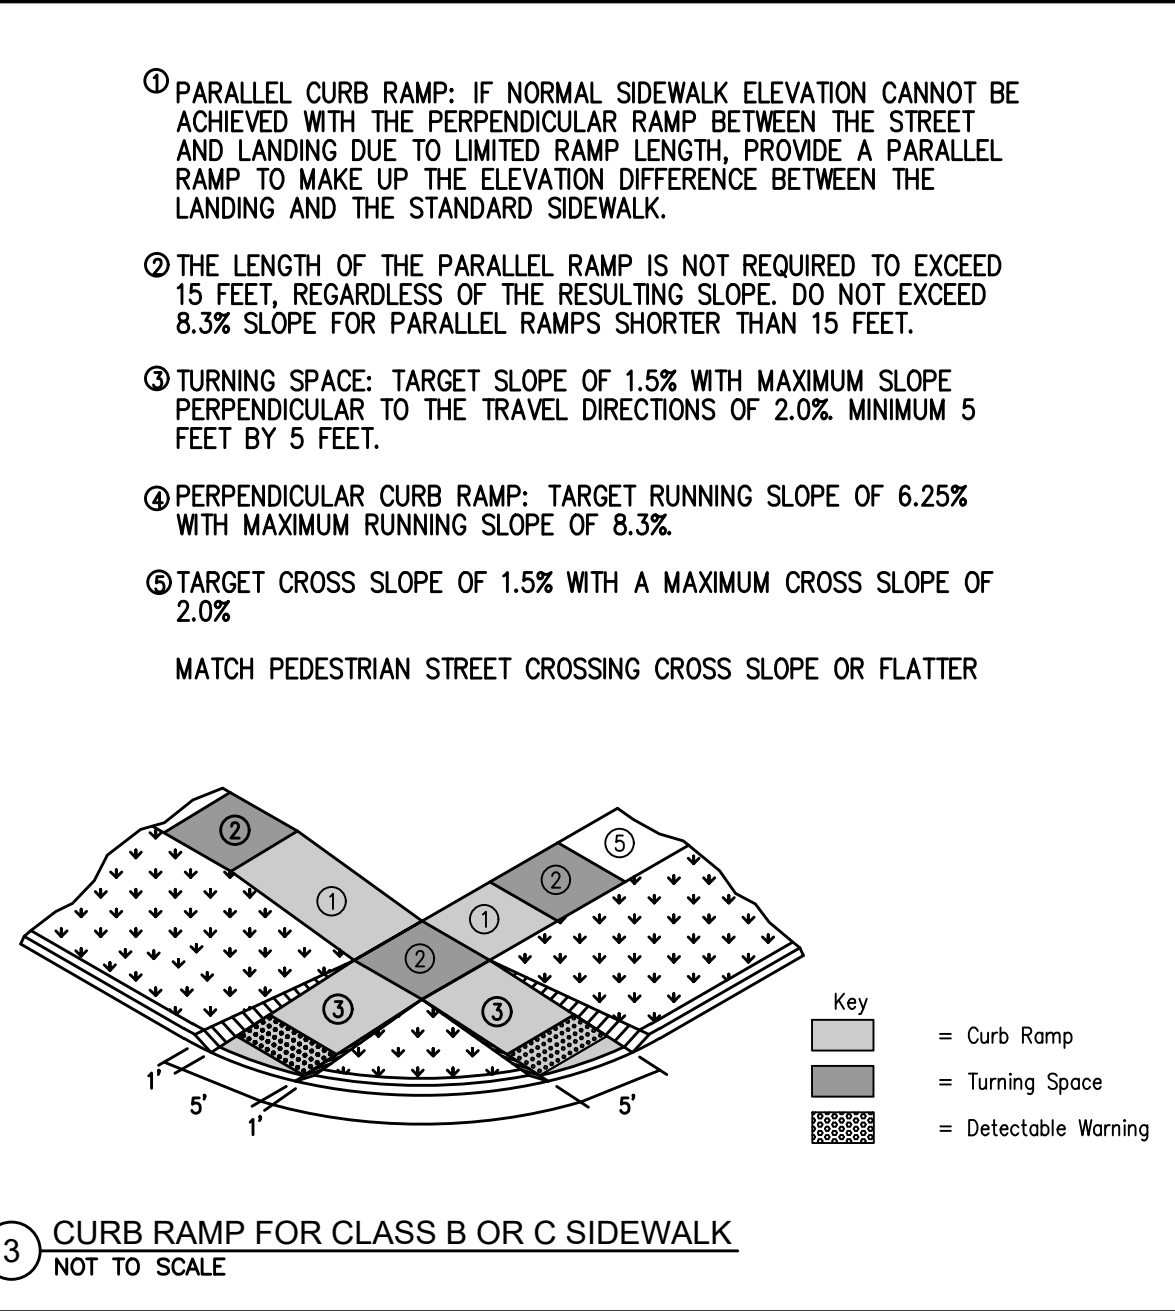 ① PARALLEL CURB RAMP: IF NORMAL SIDEWALK ELEVATION CANNOT BE
ACHIEVED WITH THE PERPENDICULAR RAMP BETWEEN THE STREET
AND LANDING DUE TO LIMITED RAMP LENGTH, PROVIDE A PARALLEL
RAMP TO MAKE UP THE ELEVATION DIFFERENCE BETWEEN THE
LANDING AND THE STANDARD SIDEWALK.
② THE LENGTH OF THE PARALLEL RAMP IS NOT REQUIRED TO EXCEED
15 FEET, REGARDLESS OF THE RESULTING SLOPE. DO NOT EXCEED
8.3% SLOPE FOR PARALLEL RAMPS SHORTER THAN 15 FEET.
③ TURNING SPACE: TARGET SLOPE OF 1.5% WITH MAXIMUM SLOPE
PERPENDICULAR TO THE TRAVEL DIRECTIONS OF 2.0%. MINIMUM 5
FEET BY 5 FEET.
④ PERPENDICULAR CURB RAMP: TARGET RUNNING SLOPE OF 6.25%
WITH MAXIMUM RUNNING SLOPE OF 8.3%.
⑤ TARGET CROSS SLOPE OF 1.5% WITH A MAXIMUM CROSS SLOPE OF
2.0%
MATCH PEDESTRIAN STREET CROSSING CROSS SLOPE OR FLATTER
②
⑤
②
①
①
②
③
③
1'
5'
1'
5'
Key
= Curb Ramp
= Turning Space
= Detectable Warning
3 CURB RAMP FOR CLASS B OR C SIDEWALK
NOT TO SCALE